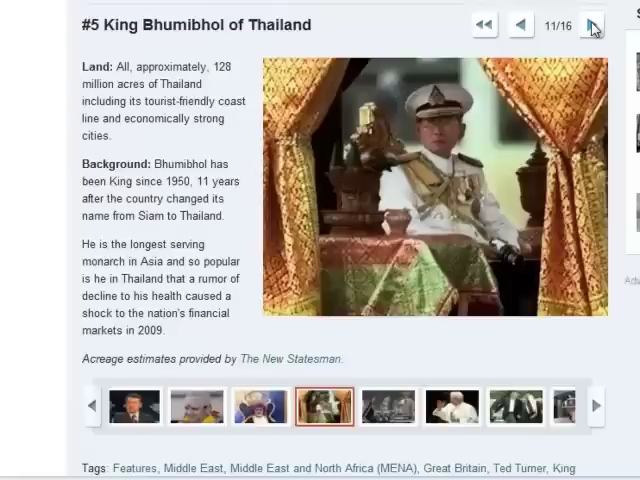 #5 King Bhumibhol of Thailand
11/16
Land: All, approximately, 128
million acres of Thailand
including its tourist-friendly coast
line and economically strong
cities.
Background: Bhumibhol has
been King since 1950, 11 years
after the country changed its
name from Siam to Thailand.
He is the longest serving
monarch in Asia and so popular
is he in Thailand that a rumor of
decline to his health caused a
shock to the nation's financial
markets in 2009.
Acreage estimates provided by The New Statesman.
Tags: Features, Middle East, Middle East and North Africa (MENA), Great Britain, Ted Turner, King